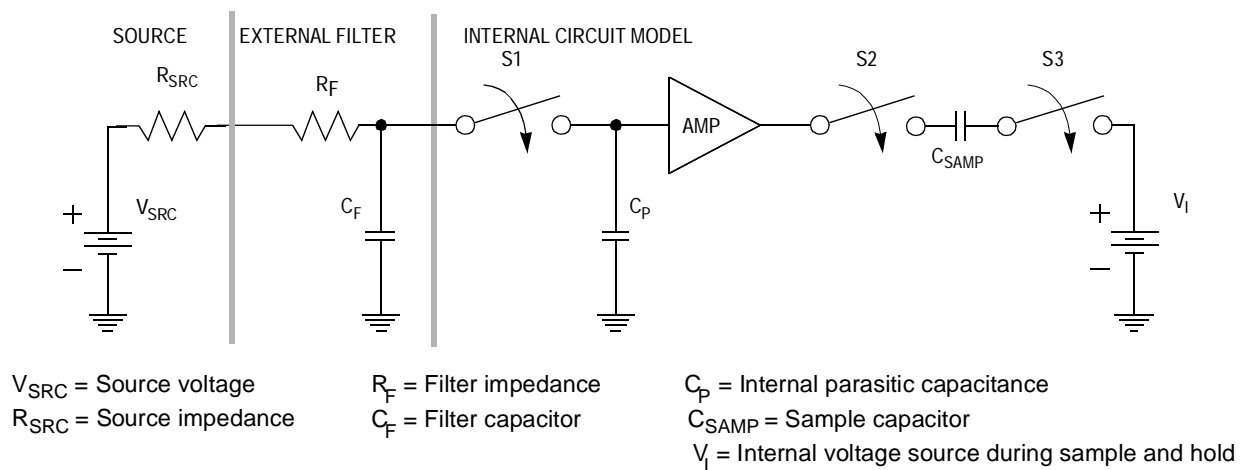 SOURCE
EXTERNAL FILTER
INTERNAL CIRCUIT MODEL
S1
S2
S3
RSRC
RF
AMP
CSAMP
+
VSRC
CF
CP
+
VI
−
−
VSRC = Source voltage
RF = Filter impedance
CP = Internal parasitic capacitance
RSRC = Source impedance
CF = Filter capacitor
CSAMP = Sample capacitor
VI = Internal voltage source during sample and hold